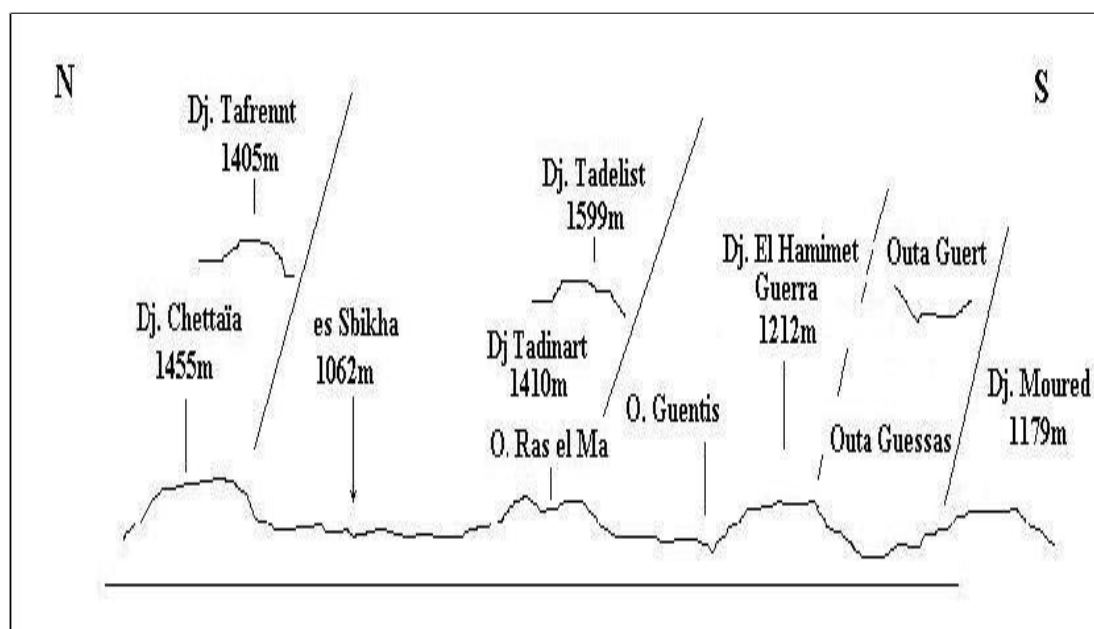 N
S
Dj. Tafrennt
1405m
Dj. Chettaïa
1455m
es Sbikha
1062m
Dj. Tadelist
1599m
Dj Tadinart
1410m
O. Ras el Ma
O. Guentis
Dj. El Hamimet
Guerra
1212m
Outa Guert
Outa Guessas
Dj. Moured
1179m